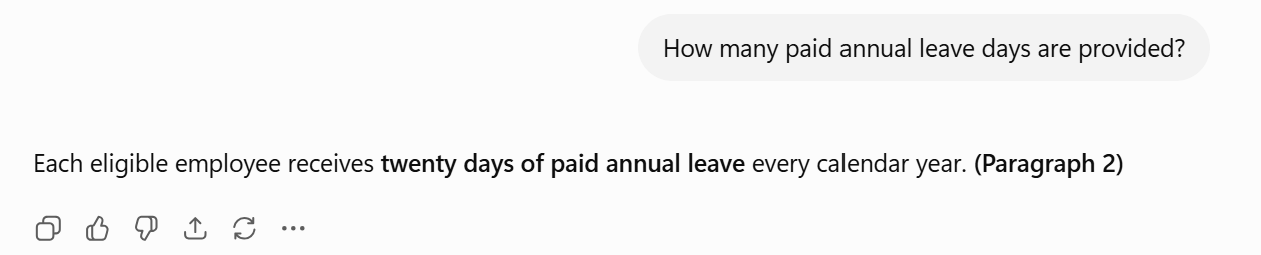 How many paid annual leave days are provided?
Each eligible employee receives twenty days of paid annual leave every calendar year. (Paragraph 2)